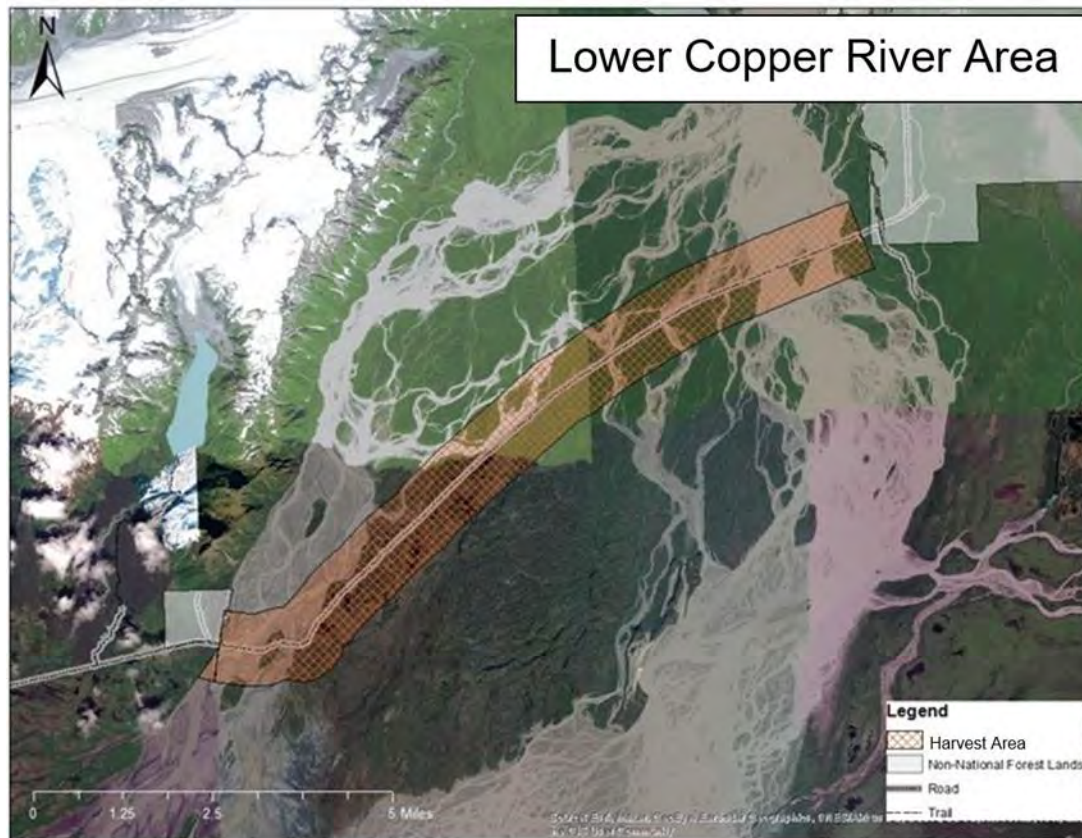 N
Lower Copper River Area
Legend
Harvest Area
Non-National Forest Lands
Road
Trail
0 1.25 2.5 5 Miles